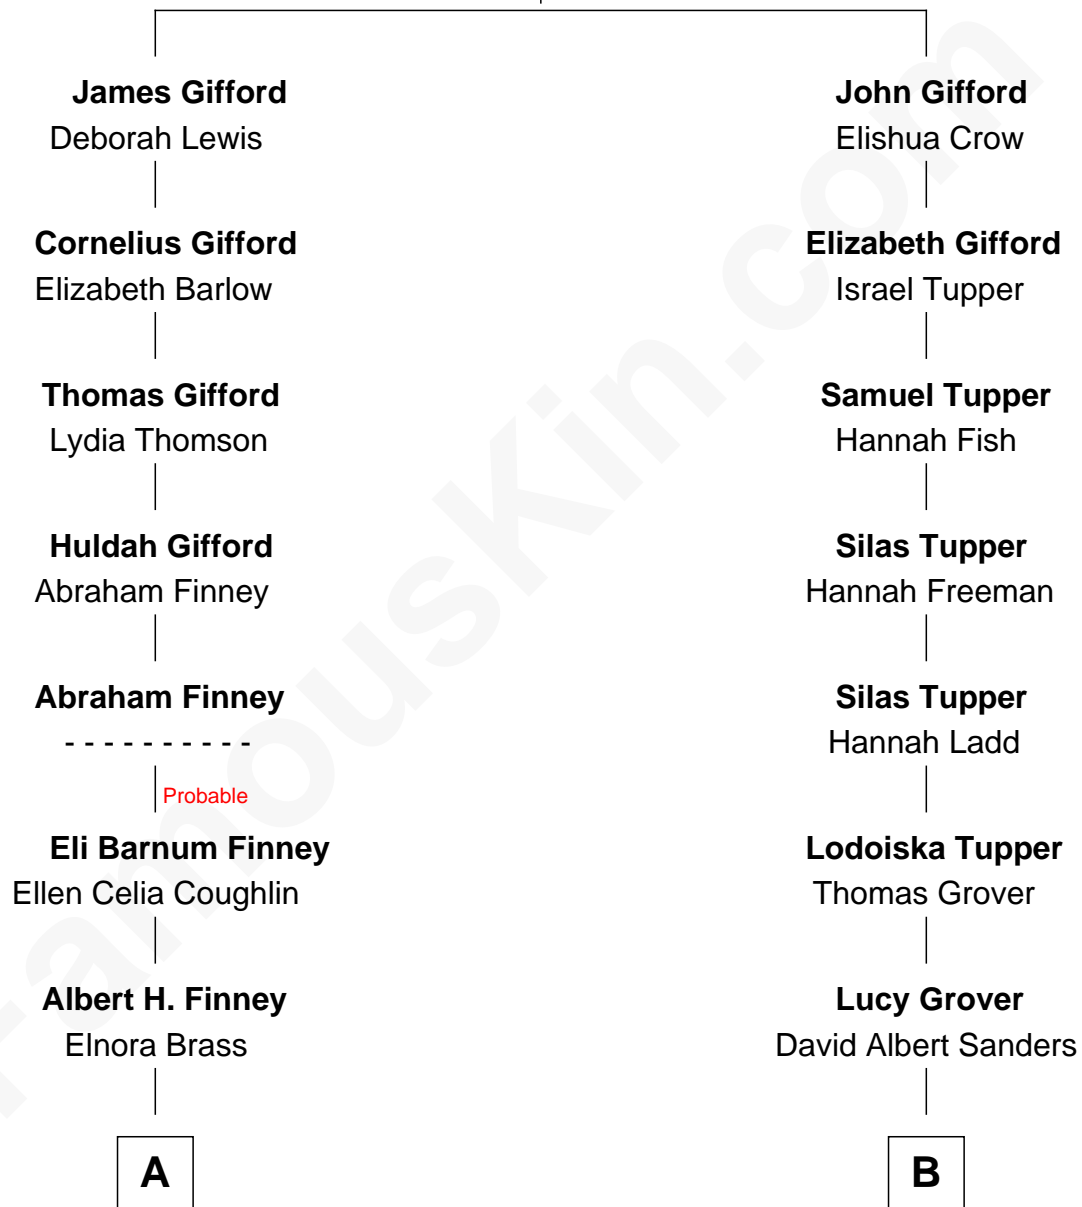 James Gifford
Deborah Lewis
John Gifford
Elishua Crow
Cornelius Gifford
Elizabeth Barlow
Elizabeth Gifford
Israel Tupper
Thomas Gifford
Lydia Thomson
Samuel Tupper
Hannah Fish
Huldah Gifford
Abraham Finney
Silas Tupper
Hannah Freeman
Abraham Finney
- - - - - - - - - -
Silas Tupper
Hannah Ladd
Probable
Eli Barnum Finney
Ellen Celia Coughlin
Lodoiska Tupper
Thomas Grover
Albert H. Finney
Elnora Brass
Lucy Grover
David Albert Sanders
A
B
FamousKin.com